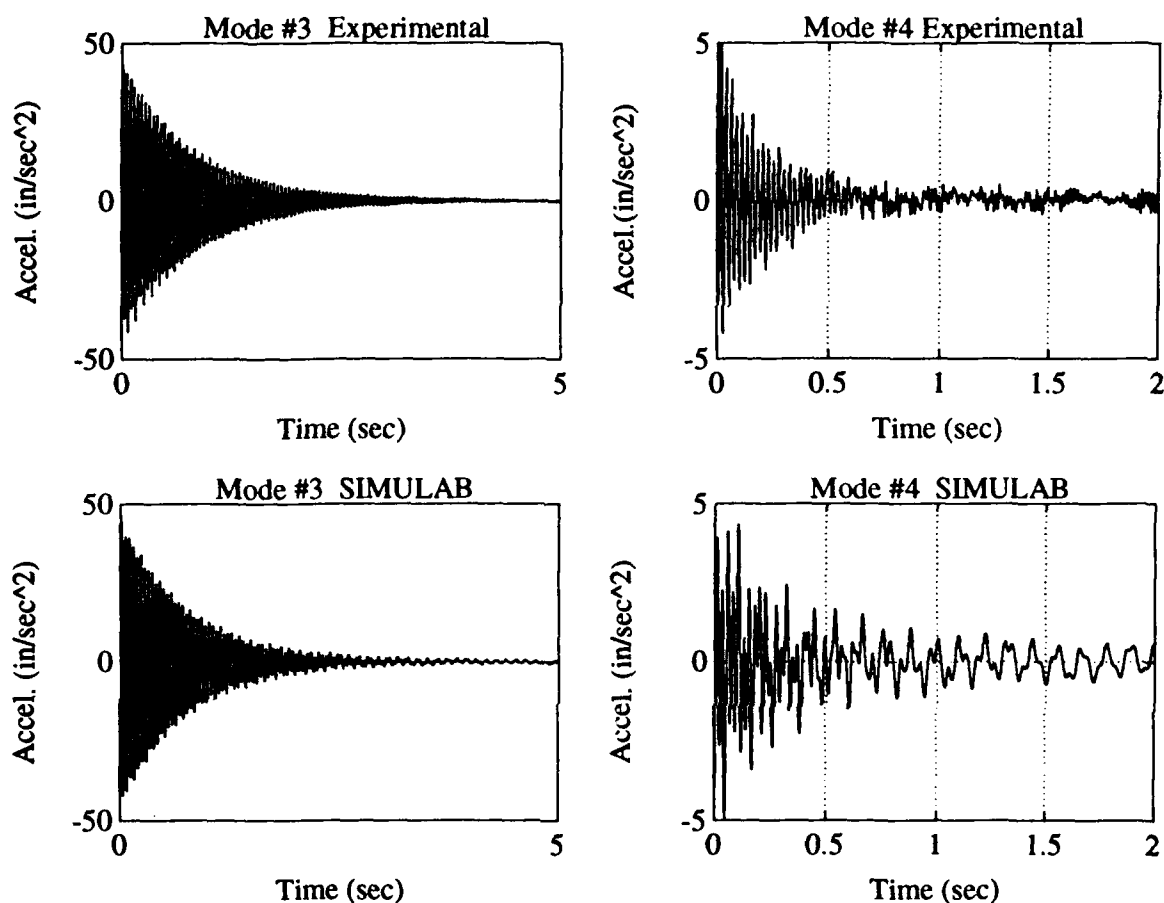 Mode #3 Experimental
50
0
-50
Accel. (in/sec^2)
0
5
Time (sec)
Mode #4 Experimental
5
0
-5
Accel.(in/sec^2)
0
0.5
1
1.5
2
Time (sec)
Mode #3 SIMULAB
50
0
-50
Accel. (in/sec^2)
0
5
Time (sec)
Mode #4 SIMULAB
5
0
-5
Accel. (in/sec^2)
0
0.5
1
1.5
2
Time (sec)